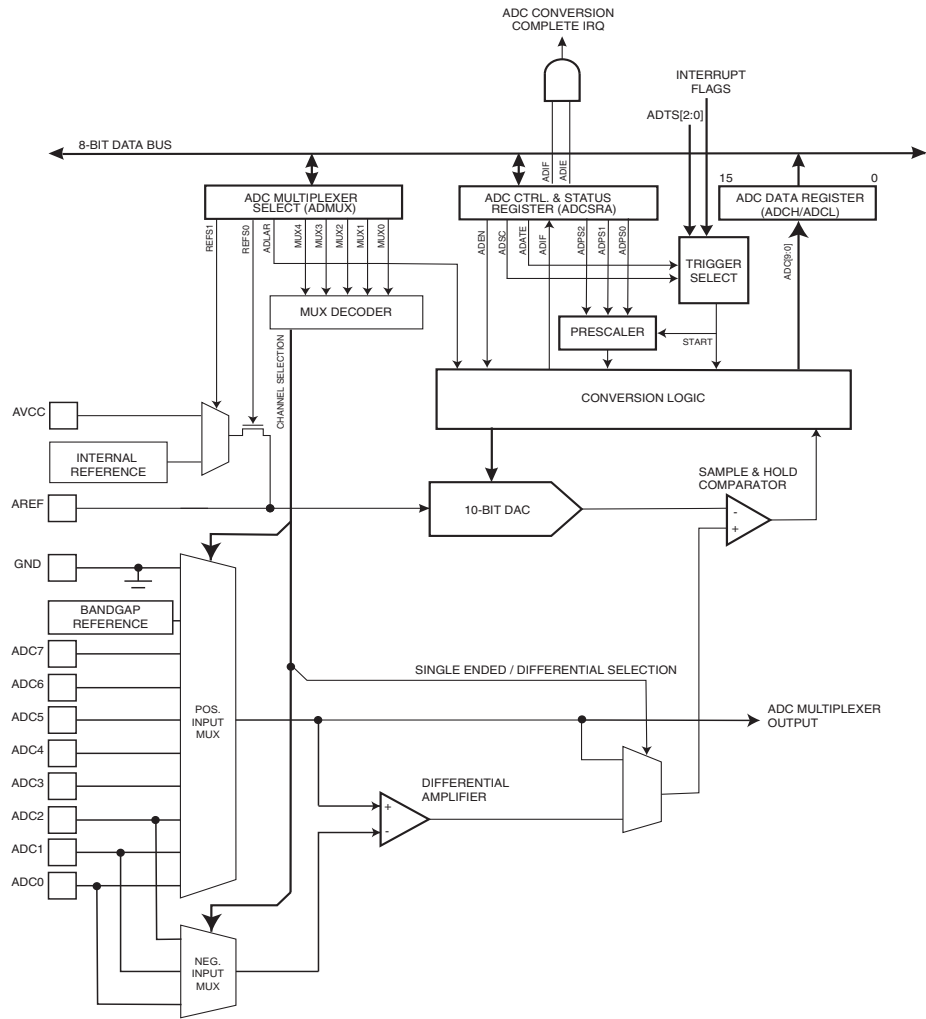 ADC CONVERSION
COMPLETE IRQ
INTERRUPT
FLAGS
ADTS[2:0]
8-BIT DATA BUS
ADIF
ADIE
15
0
ADC MULTIPLEXER
SELECT (ADMUX)
ADC CTRL. & STATUS
REGISTER (ADCSRA)
ADC DATA REGISTER
(ADCH/ADCL)
REFS1
REFS0
ADLAR
MUX4
MUX3
MUX2
MUX1
MUX0
ADEN
ADSC
ADATE
ADIF
ADPS2
ADPS1
ADPS0
ADC[9:0]
TRIGGER
SELECT
MUX DECODER
PRESCALER
START
CHANNEL SELECTION
CONVERSION LOGIC
AVCC
INTERNAL
REFERENCE
SAMPLE & HOLD
COMPARATOR
AREF
10-BIT DAC
-
+
GND
BANDGAP
REFERENCE
ADC7
SINGLE ENDED / DIFFERENTIAL SELECTION
ADC6
ADC5
POS.
INPUT
MUX
ADC MULTIPLEXER
OUTPUT
ADC4
ADC3
DIFFERENTIAL
AMPLIFIER
+
-
ADC2
ADC1
ADC0
NEG.
INPUT
MUX